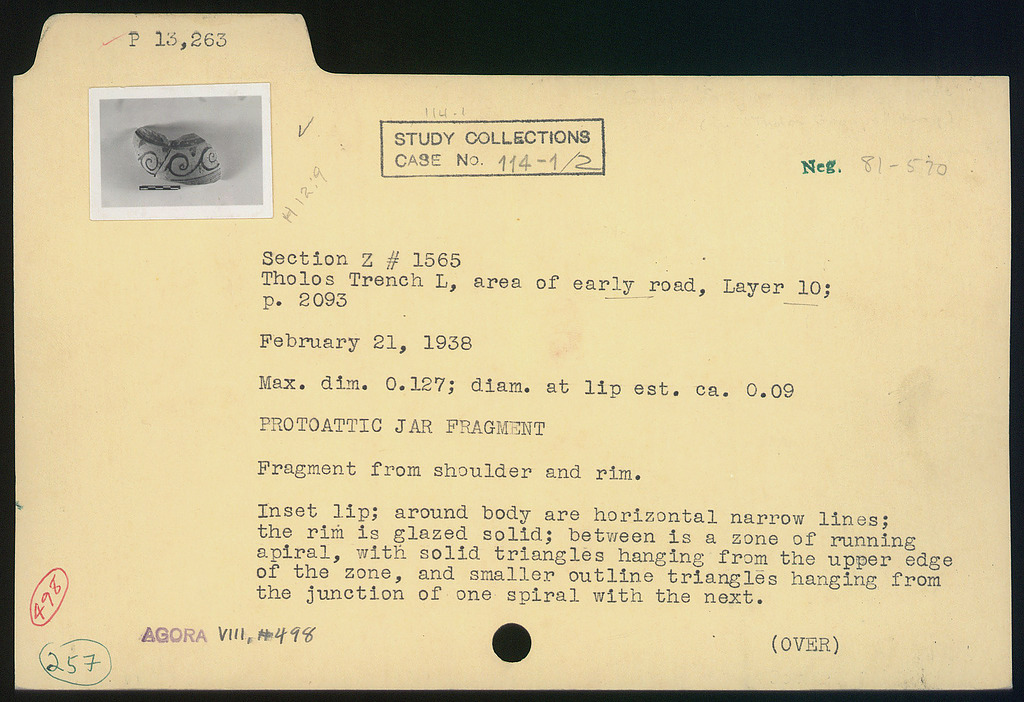 P 13,263
114-1
STUDY COLLECTIONS
CASE No. 114-1/2
Neg. 81-570
H 12:9
Section Z # 1565
Tholos Trench L, area of early road, Layer 10;
p. 2093
February 21, 1938
Max. dim. 0.127; diam. at lip est. ca. 0.09
PROTOATTIC JAR FRAGMENT
Fragment from shoulder and rim.
Inset lip; around body are horizontal narrow lines;
the rim is glazed solid; between is a zone of running
apiral, with solid triangles hanging from the upper edge
of the zone, and smaller outline triangles hanging from
the junction of one spiral with the next.
498
AGORA VIII, #498
257
(OVER)